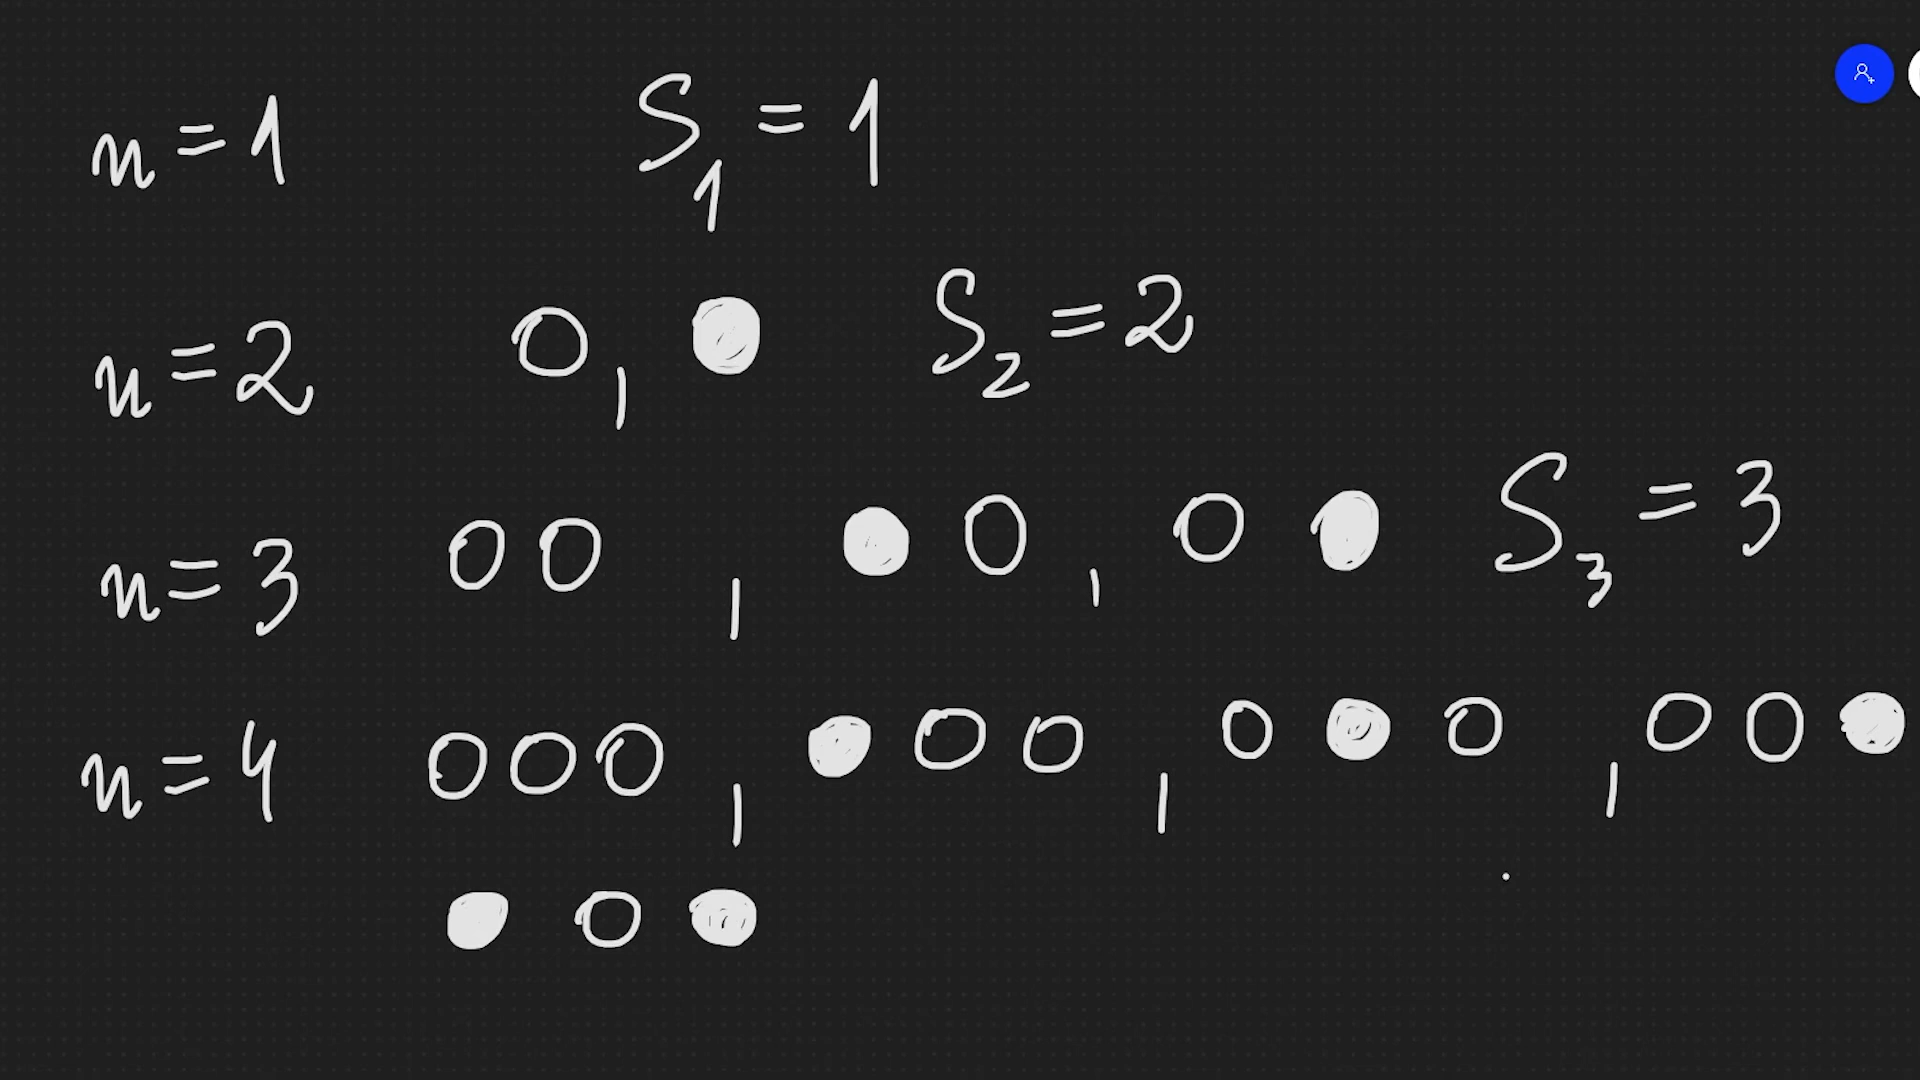 n = 1 S₁ = 1
n = 2 ○, ● S₂ = 2
n = 3 ○○, ●○, ○● S₃ = 3
n = 4 ○○○, ●○○, ○●○, ○○●
●○●